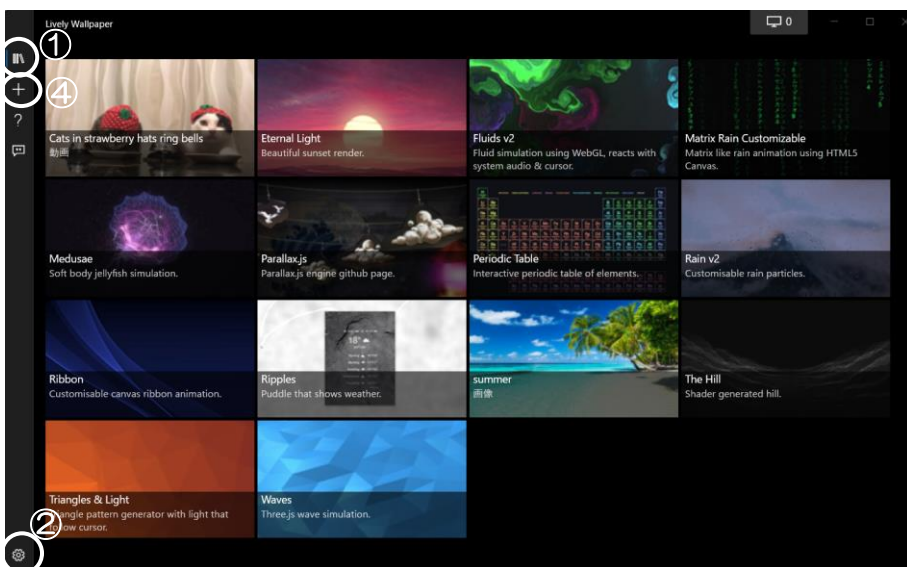 Lively Wallpaper
0
①
④
?
Cats in strawberry hats ring bells
動画
Eternal Light
Beautiful sunset render.
Fluids v2
Fluid simulation using WebGL, reacts with
system audio & cursor.
Matrix Rain Customizable
Matrix like rain animation using HTML5
Canvas.
Medusae
Soft body jellyfish simulation.
Parallax.js
Parallax.js engine github page.
Periodic Table
Interactive periodic table of elements.
Rain v2
Customisable rain particles.
Ribbon
Customisable canvas ribbon animation.
18°
Ripples
Puddle that shows weather.
summer
画像
The Hill
Shader generated hill.
Triangles & Light
Triangle pattern generator with light that
follow cursor.
Waves
Three.js wave simulation.
②